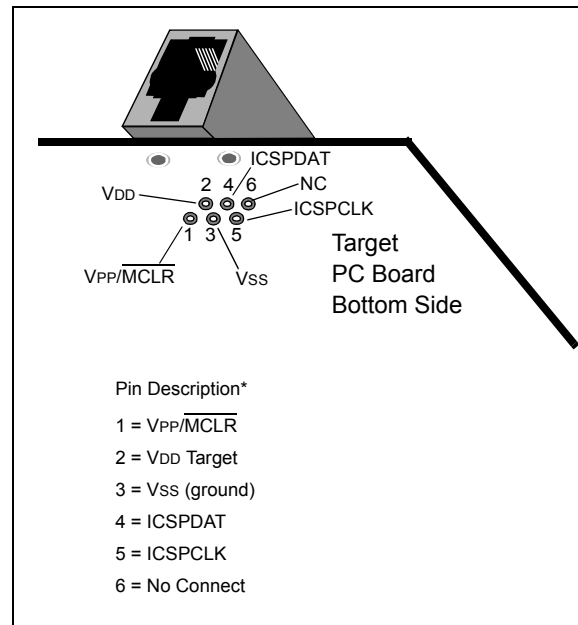 ICSPDAT
2 4 6 NC
VDD
ICSPCLK
1 3 5
Target
PC Board
Bottom Side
VPP/MCLR VSS
Pin Description*
1 = VPP/MCLR
2 = VDD Target
3 = VSS (ground)
4 = ICSPDAT
5 = ICSPCLK
6 = No Connect